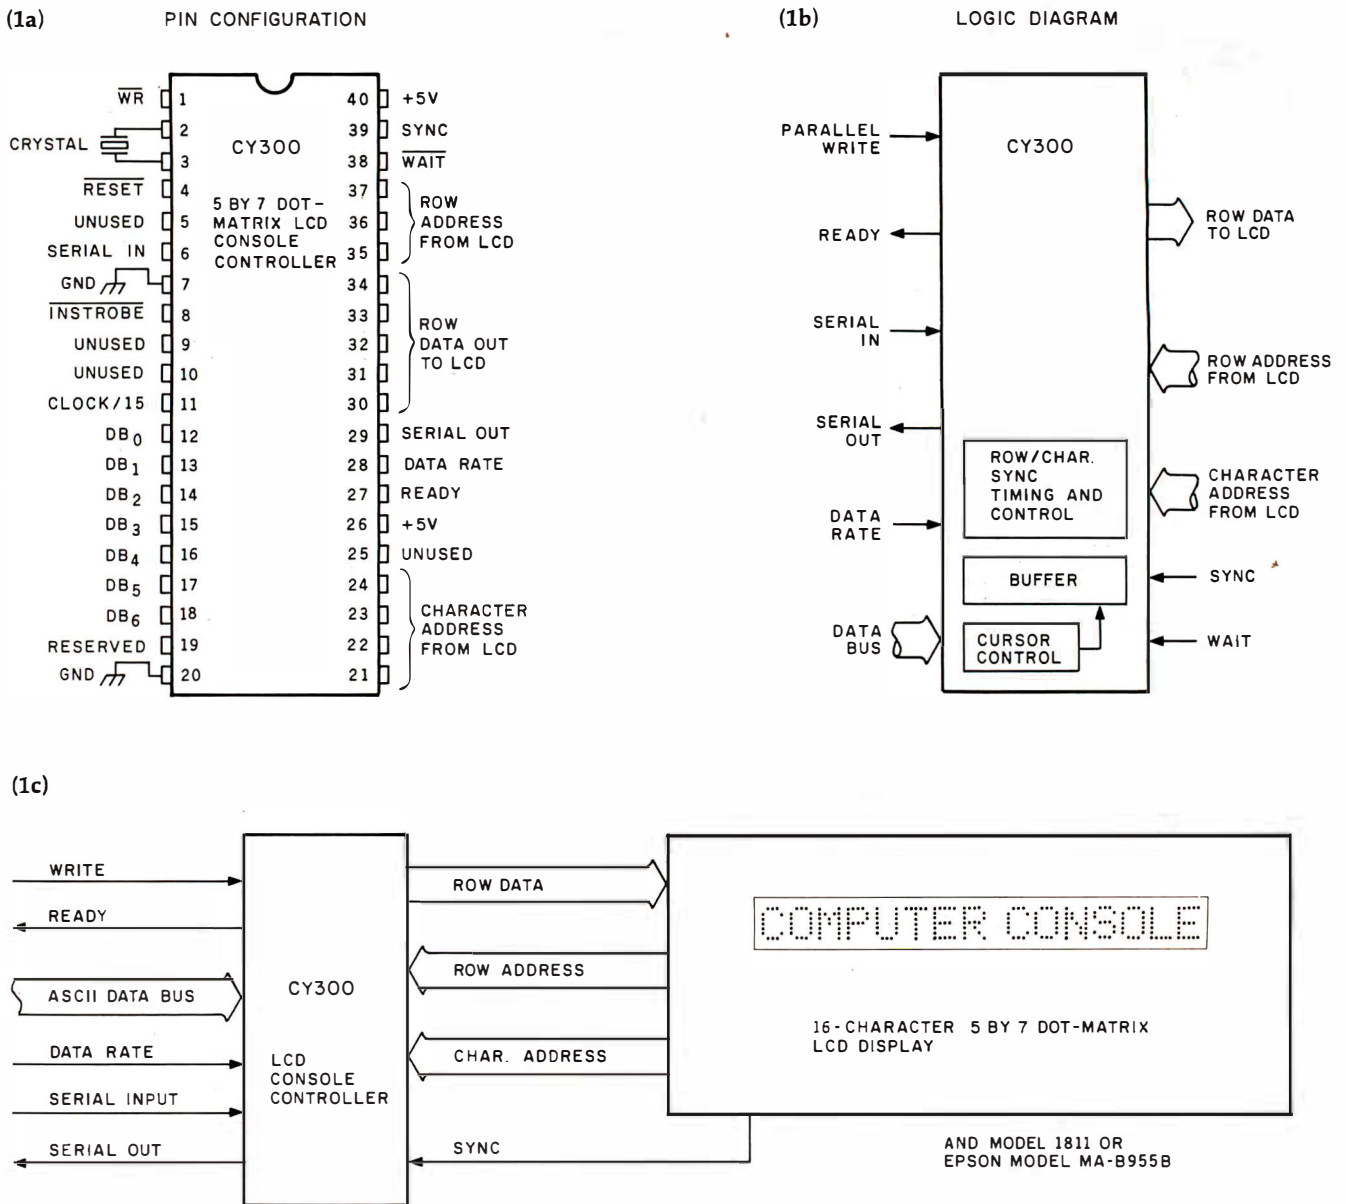 (1a)
PIN CONFIGURATION
WR
1
CRYSTAL
2
3
RESET
4
UNUSED
5
SERIAL IN
6
GND
7
INSTROBE
8
UNUSED
9
UNUSED
10
CLOCK/15
11
DB0
12
DB1
13
DB2
14
DB3
15
DB4
16
DB5
17
DB6
18
RESERVED
19
GND
20
CY300
5 BY 7 DOT-
MATRIX LCD
CONSOLE
CONTROLLER
40
+5V
39
SYNC
38
WAIT
37
36
35
ROW
ADDRESS
FROM LCD
34
33
32
31
30
ROW
DATA OUT
TO LCD
29
SERIAL OUT
28
DATA RATE
27
READY
26
+5V
25
UNUSED
24
23
22
21
CHARACTER
ADDRESS
FROM LCD
(1b)
LOGIC DIAGRAM
PARALLEL
WRITE
READY
SERIAL
IN
SERIAL
OUT
DATA
RATE
DATA
BUS
CY300
ROW/CHAR.
SYNC
TIMING AND
CONTROL
BUFFER
CURSOR
CONTROL
ROW DATA
TO LCD
ROW ADDRESS
FROM LCD
CHARACTER
ADDRESS
FROM LCD
SYNC
WAIT
(1c)
WRITE
READY
ASCII DATA BUS
DATA RATE
SERIAL INPUT
SERIAL OUT
CY300
LCD
CONSOLE
CONTROLLER
ROW DATA
ROW ADDRESS
CHAR. ADDRESS
SYNC
COMPUTER CONSOLE
16-CHARACTER 5 BY 7 DOT-MATRIX
LCD DISPLAY
AND MODEL 1811 OR
EPSON MODEL MA-B955B